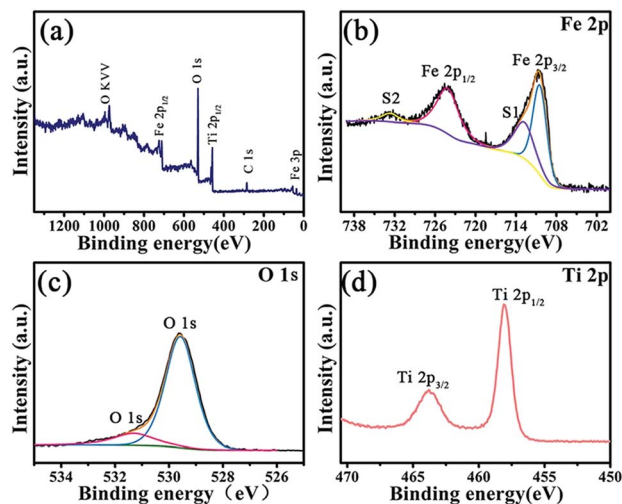 (a)
O KVV
Fe 2p1/2
O 1s
Ti 2p1/2
C 1s
Fe 3p
Intensity (a.u.)
1200 1000 800 600 400 200 0
Binding energy(eV)
(b)
Fe 2p
S2
Fe 2p1/2
S1
Fe 2p3/2
Intensity (a.u.)
738 732 726 720 714 708 702
Binding energy(eV)
(c)
O 1s
O 1s
O 1s
Intensity (a.u.)
534 532 530 528 526
Binding energy (eV)
(d)
Ti 2p
Ti 2p1/2
Ti 2p3/2
Intensity (a.u.)
470 465 460 455 450
Binding energy(eV)